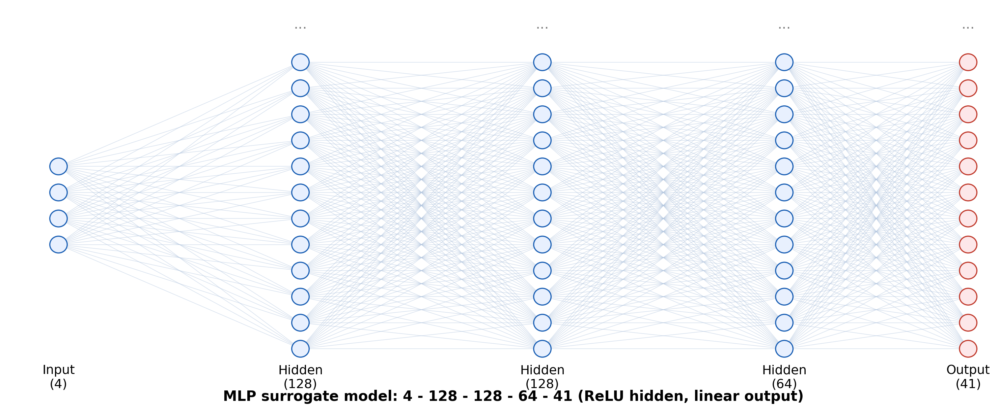 ... ... ... ...
Input
(4)
Hidden
(128)
Hidden
(128)
Hidden
(64)
Output
(41)
MLP surrogate model: 4 - 128 - 128 - 64 - 41 (ReLU hidden, linear output)